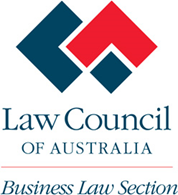 Law Council
OF AUSTRALIA
Business Law Section